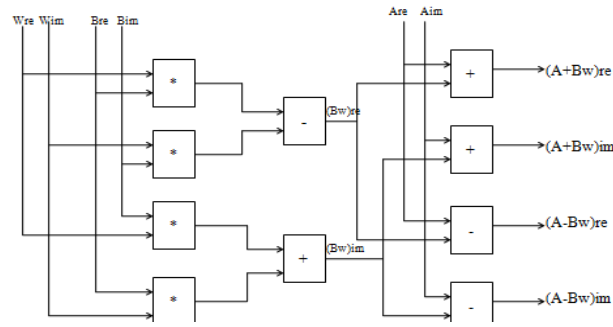 Wre Wim Bre Bim Are Aim
* + (A+Bw)re
- (Bw)re
* + (A+Bw)im
* - (A-Bw)re
+ (Bw)im
* - (A-Bw)im